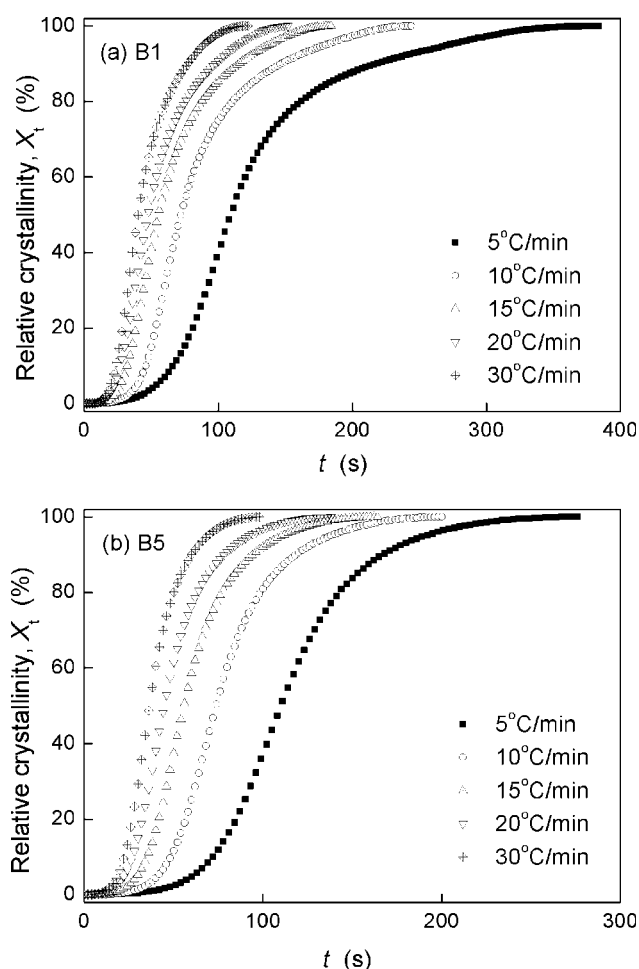 (a) B1
Relative crystallinity, Xt (%)
100
80
60
40
20
0
5°C/min
10°C/min
15°C/min
20°C/min
30°C/min
0 100 200 300 400
t (s)
(b) B5
Relative crystallinity, Xt (%)
100
80
60
40
20
0
5°C/min
10°C/min
15°C/min
20°C/min
30°C/min
0 100 200 300
t (s)